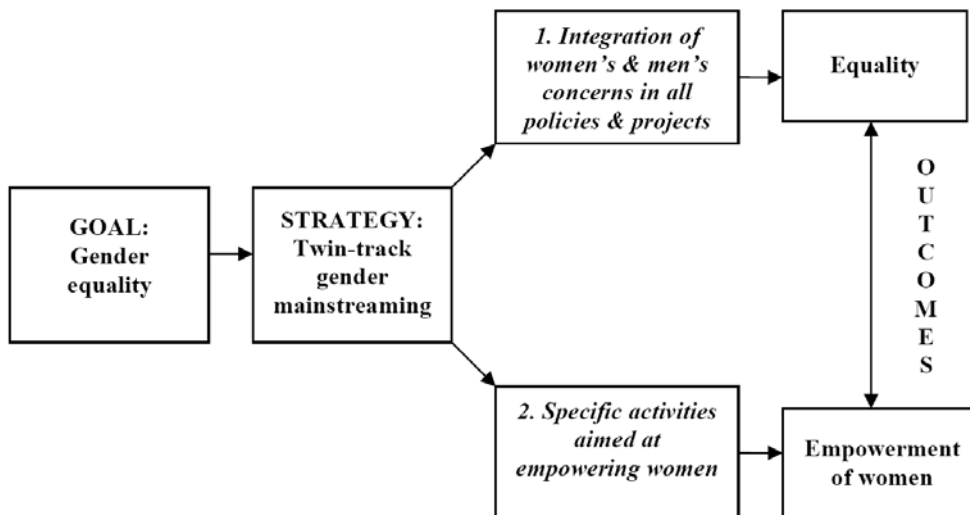 GOAL:
Gender
equality
STRATEGY:
Twin-track
gender
mainstreaming
1. Integration of
women’s & men’s
concerns in all
policies & projects
Equality
2. Specific activities
aimed at
empowering women
Empowerment
of women
OUTCOMES